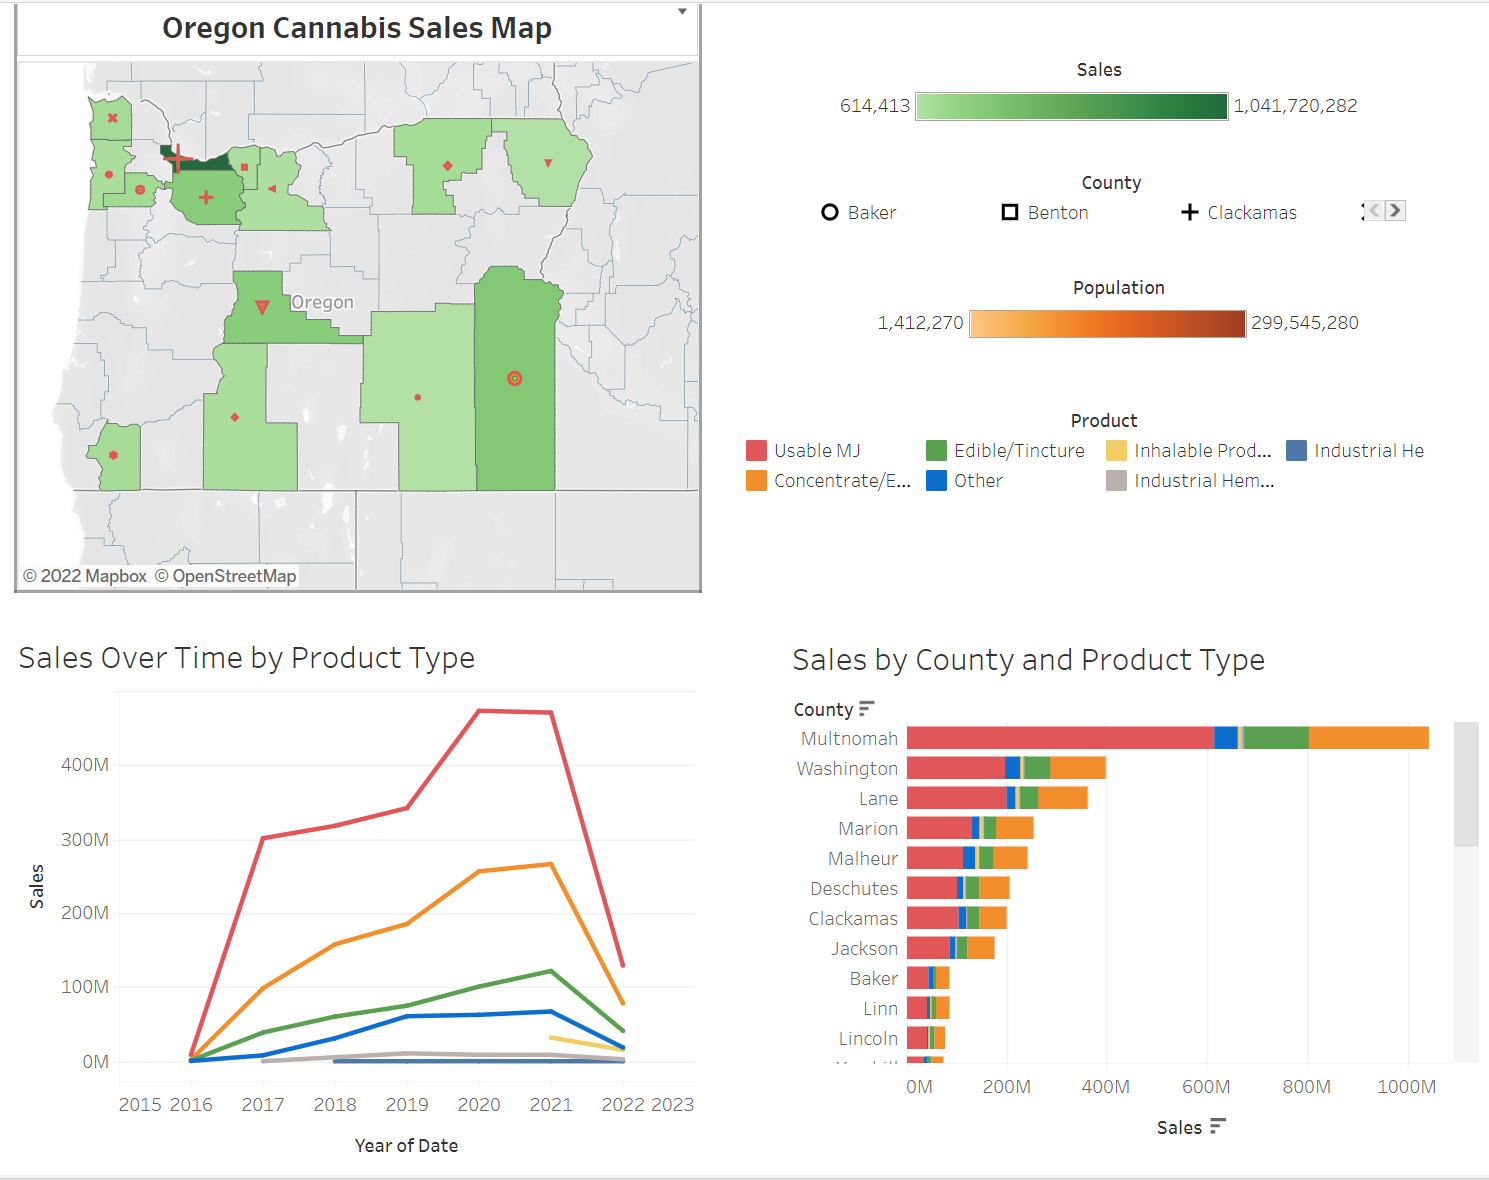 Oregon Cannabis Sales Map
Oregon
© 2022 Mapbox © OpenStreetMap
Sales
614,413 1,041,720,282
County
Baker Benton Clackamas
Population
1,412,270 299,545,280
Product
Usable MJ Edible/Tincture Inhalable Prod... Industrial He
Concentrate/E... Other Industrial Hem...
Sales Over Time by Product Type
400M
300M
200M
100M
0M
Sales
2015 2016 2017 2018 2019 2020 2021 2022 2023
Year of Date
Sales by County and Product Type
County
Multnomah
Washington
Lane
Marion
Malheur
Deschutes
Clackamas
Jackson
Baker
Linn
Lincoln
0M 200M 400M 600M 800M 1000M
Sales